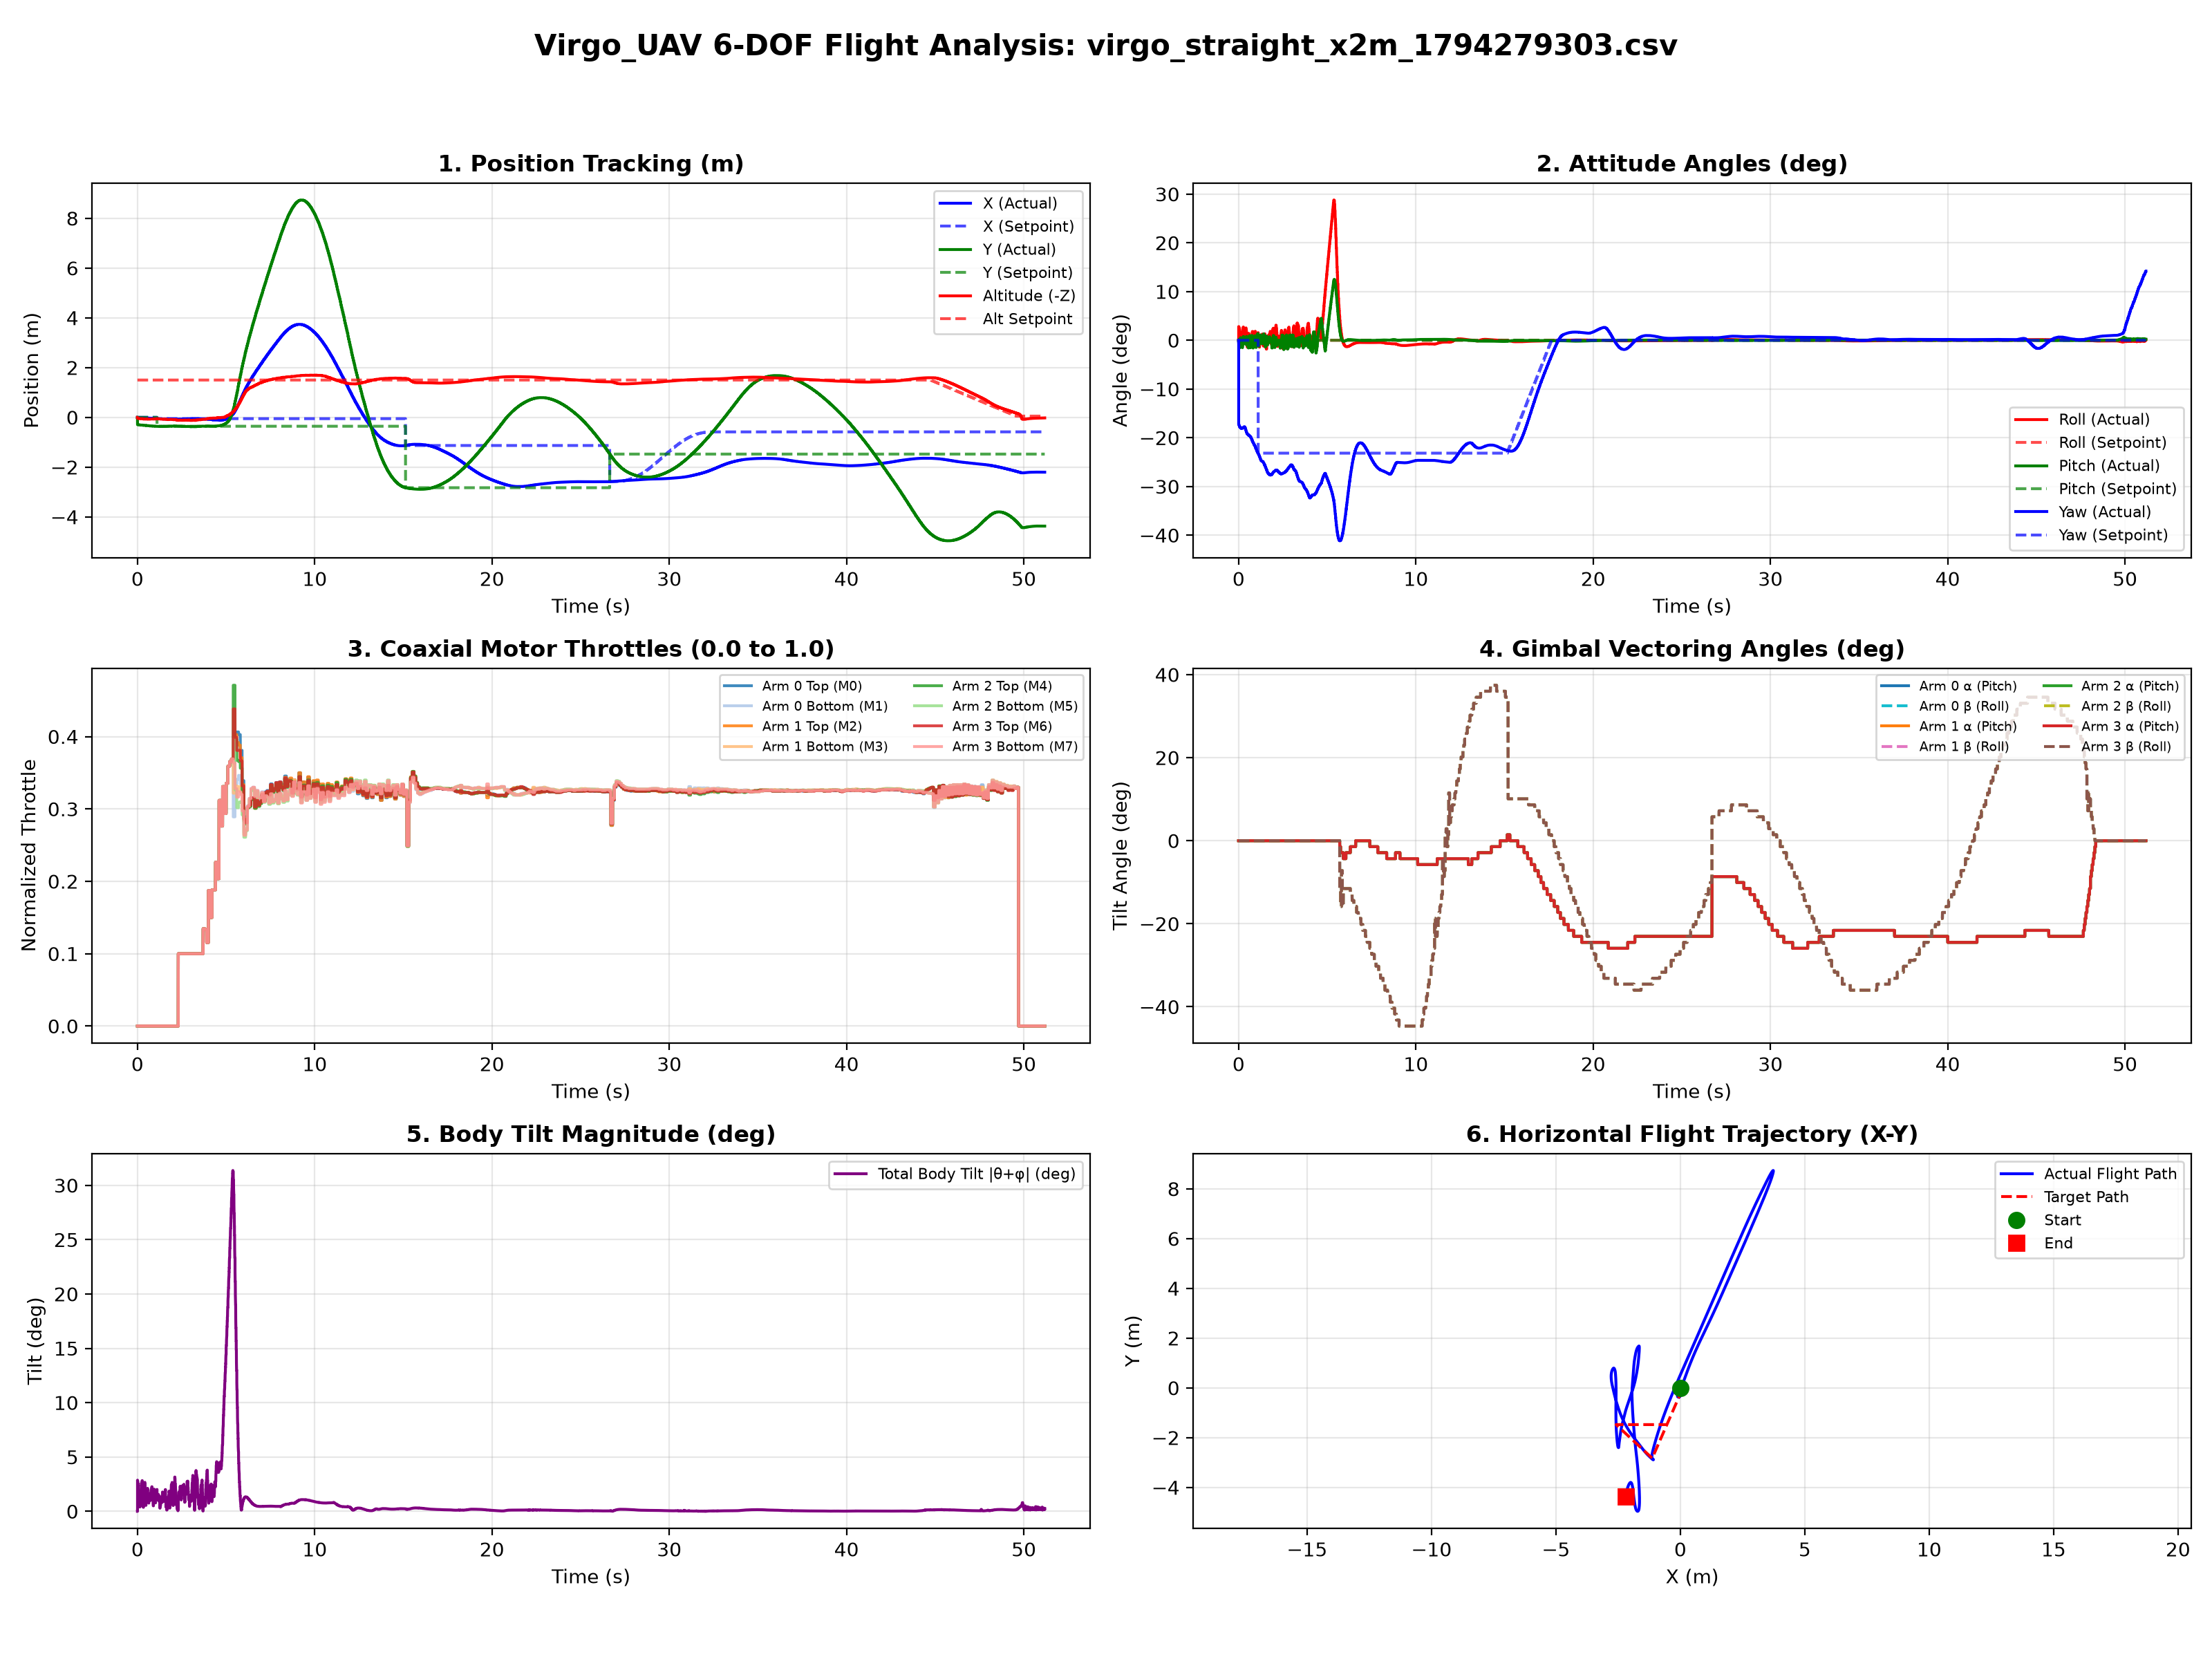 Virgo_UAV 6-DOF Flight Analysis: virgo_straight_x2m_1794279303.csv
1. Position Tracking (m)
Position (m)
8
6
4
2
0
−2
−4
0 10 20 30 40 50
Time (s)
X (Actual)
X (Setpoint)
Y (Actual)
Y (Setpoint)
Altitude (-Z)
Alt Setpoint
2. Attitude Angles (deg)
Angle (deg)
30
20
10
0
−10
−20
−30
−40
0 10 20 30 40 50
Time (s)
Roll (Actual)
Roll (Setpoint)
Pitch (Actual)
Pitch (Setpoint)
Yaw (Actual)
Yaw (Setpoint)
3. Coaxial Motor Throttles (0.0 to 1.0)
Normalized Throttle
0.4
0.3
0.2
0.1
0.0
0 10 20 30 40 50
Time (s)
Arm 0 Top (M0)
Arm 0 Bottom (M1)
Arm 1 Top (M2)
Arm 1 Bottom (M3)
Arm 2 Top (M4)
Arm 2 Bottom (M5)
Arm 3 Top (M6)
Arm 3 Bottom (M7)
4. Gimbal Vectoring Angles (deg)
Tilt Angle (deg)
40
20
0
−20
−40
0 10 20 30 40 50
Time (s)
Arm 0 α (Pitch)
Arm 0 β (Roll)
Arm 1 α (Pitch)
Arm 1 β (Roll)
Arm 2 α (Pitch)
Arm 2 β (Roll)
Arm 3 α (Pitch)
Arm 3 β (Roll)
5. Body Tilt Magnitude (deg)
Tilt (deg)
30
25
20
15
10
5
0
0 10 20 30 40 50
Time (s)
Total Body Tilt |θ+φ| (deg)
6. Horizontal Flight Trajectory (X-Y)
Y (m)
8
6
4
2
0
−2
−4
−15 −10 −5 0 5 10 15 20
X (m)
Actual Flight Path
Target Path
Start
End